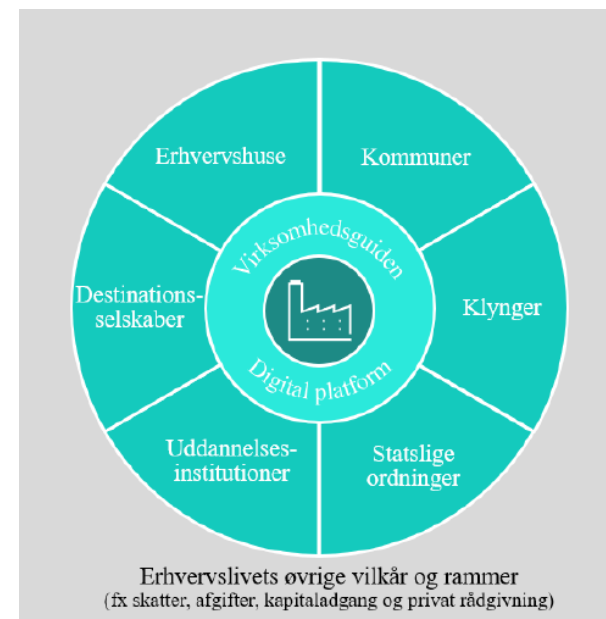 Erhvervshuse
Kommuner
Virksomhedsguiden
Destinations-
selskaber
Klynger
Digital platform
Uddannelses-
institutioner
Statslige
ordninger
Erhvervslivets øvrige vilkår og rammer
(fx skatter, afgifter, kapitaladgang og privat rådgivning)